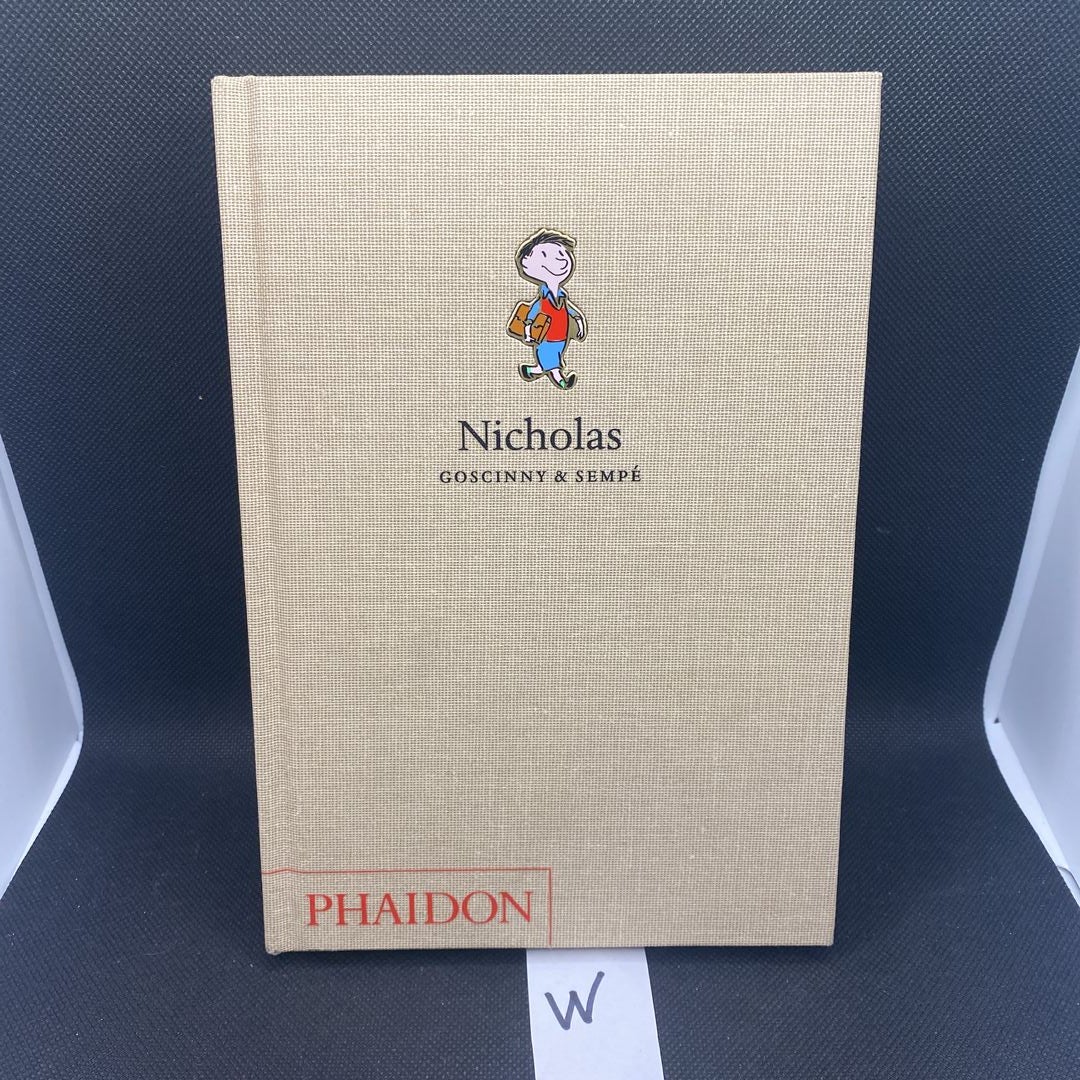 Nicholas
GOSCINNY & SEMPÉ
PHAIDON
W